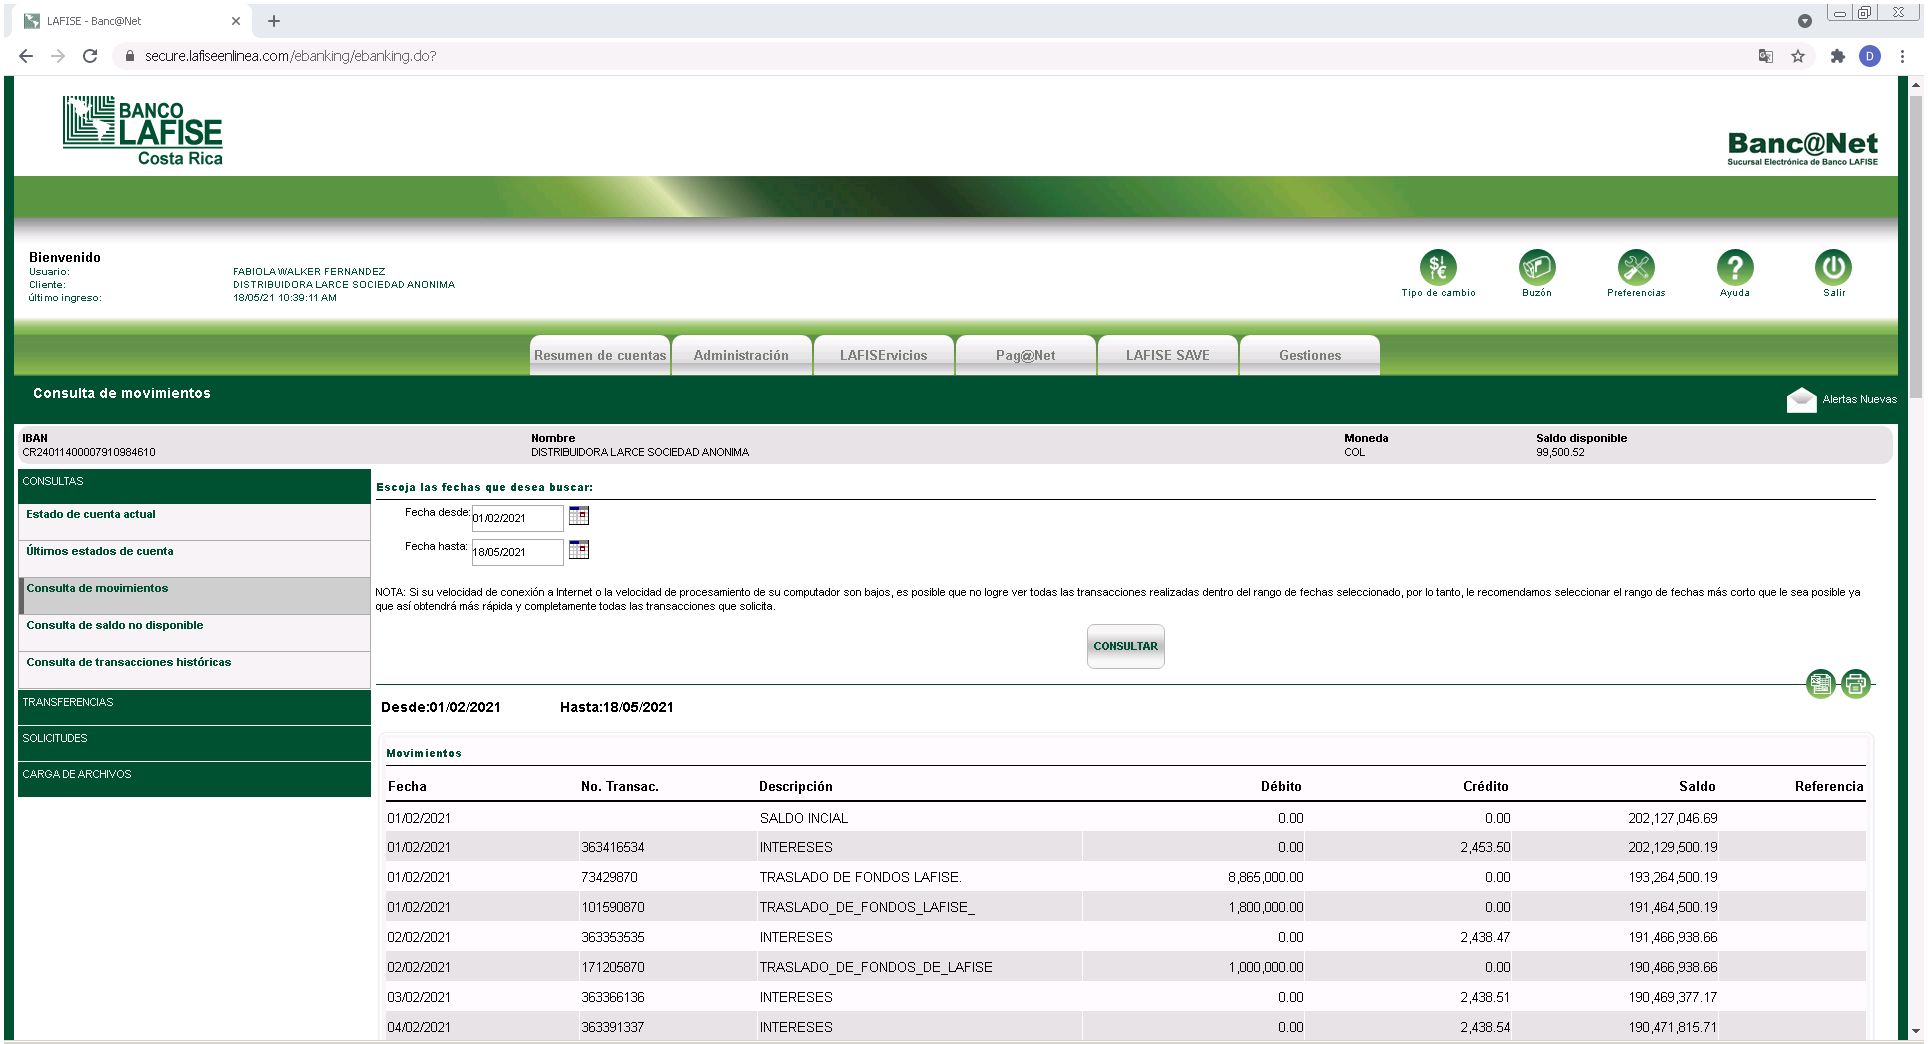 LAFISE - Banc@Net
secure.lafiseenlinea.com/ebanking/ebanking.do?
D
BANCO
LAFISE
Costa Rica
Banc@Net
Sucursal Electrónica de Banco LAFISE
Bienvenido
Usuario: FABIOLA WALKER FERNANDEZ
Cliente: DISTRIBUIDORA LARCE SOCIEDAD ANONIMA
último ingreso: 18/05/21 10:39:11 AM
Tipo de cambio Buzón Preferencias Ayuda Salir
Resumen de cuentas Administración LAFISErvicios Pag@Net LAFISE SAVE Gestiones
Consulta de movimientos
Alertas Nuevas
IBAN Nombre Moneda Saldo disponible
CR24011400007910984610 DISTRIBUIDORA LARCE SOCIEDAD ANONIMA COL 99,500.52
CONSULTAS
Estado de cuenta actual
Últimos estados de cuenta
Consulta de movimientos
Consulta de saldo no disponible
Consulta de transacciones históricas
TRANSFERENCIAS
SOLICITUDES
CARGA DE ARCHIVOS
Escoja las fechas que desea buscar:
Fecha desde: 01/02/2021
Fecha hasta: 18/05/2021
NOTA: Si su velocidad de conexión a Internet o la velocidad de procesamiento de su computador son bajos, es posible que no logre ver todas las transacciones realizadas dentro del rango de fechas seleccionado, por lo tanto, le recomendamos seleccionar el rango de fechas más corto que le sea posible ya
que así obtendrá más rápida y completamente todas las transacciones que solicita.
CONSULTAR
Desde:01/02/2021 Hasta:18/05/2021
Movimientos
Fecha No. Transac. Descripción Débito Crédito Saldo Referencia
01/02/2021 SALDO INCIAL 0.00 0.00 202,127,046.69
01/02/2021 363416534 INTERESES 0.00 2,453.50 202,129,500.19
01/02/2021 73429870 TRASLADO DE FONDOS LAFISE. 8,865,000.00 0.00 193,264,500.19
01/02/2021 101590870 TRASLADO_DE_FONDOS_LAFISE_ 1,800,000.00 0.00 191,464,500.19
02/02/2021 363353535 INTERESES 0.00 2,438.47 191,466,938.66
02/02/2021 171205870 TRASLADO_DE_FONDOS_DE_LAFISE 1,000,000.00 0.00 190,466,938.66
03/02/2021 363366136 INTERESES 0.00 2,438.51 190,469,377.17
04/02/2021 363391337 INTERESES 0.00 2,438.54 190,471,815.71